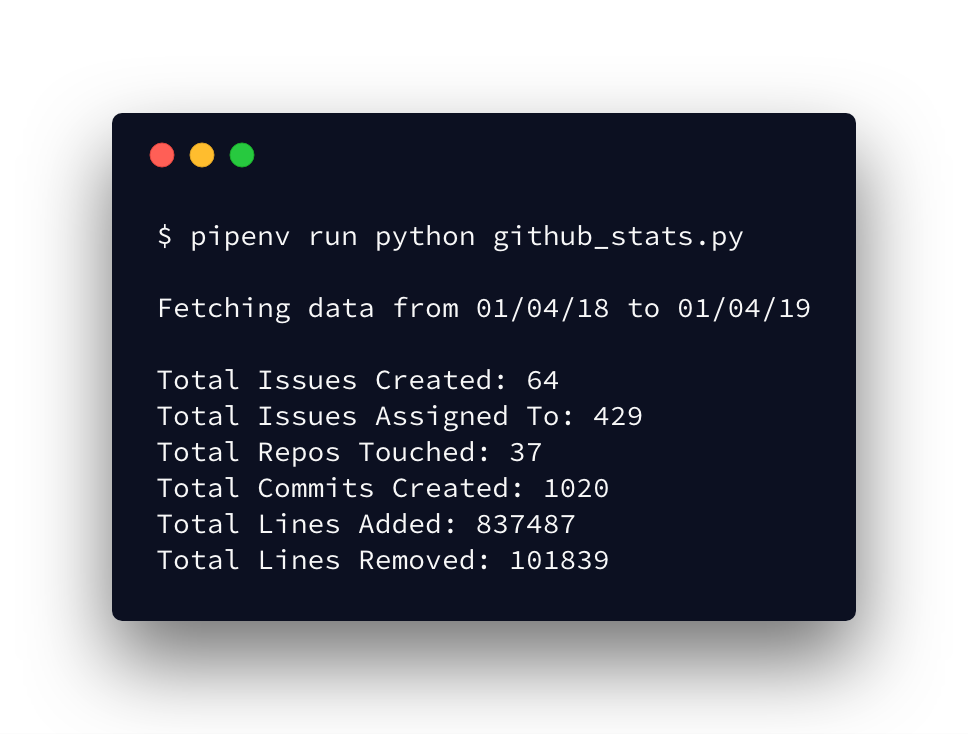 $ pipenv run python github_stats.py
Fetching data from 01/04/18 to 01/04/19
Total Issues Created: 64
Total Issues Assigned To: 429
Total Repos Touched: 37
Total Commits Created: 1020
Total Lines Added: 837487
Total Lines Removed: 101839